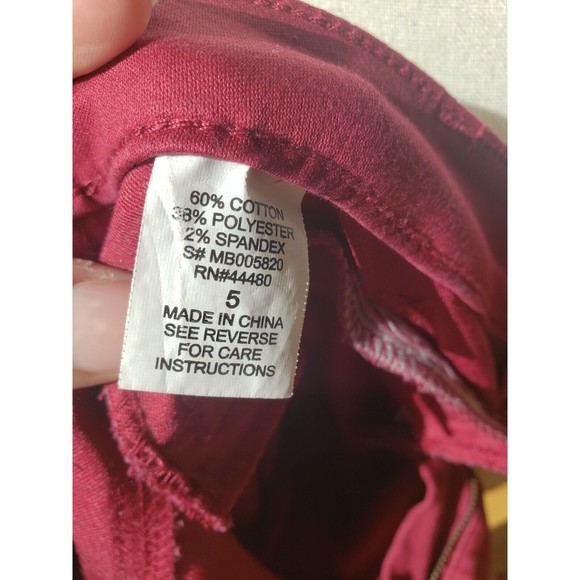 60% COTTON
38% POLYESTER
2% SPANDEX
S# MB005820
RN#44480
5
MADE IN CHINA
SEE REVERSE
FOR CARE
INSTRUCTIONS